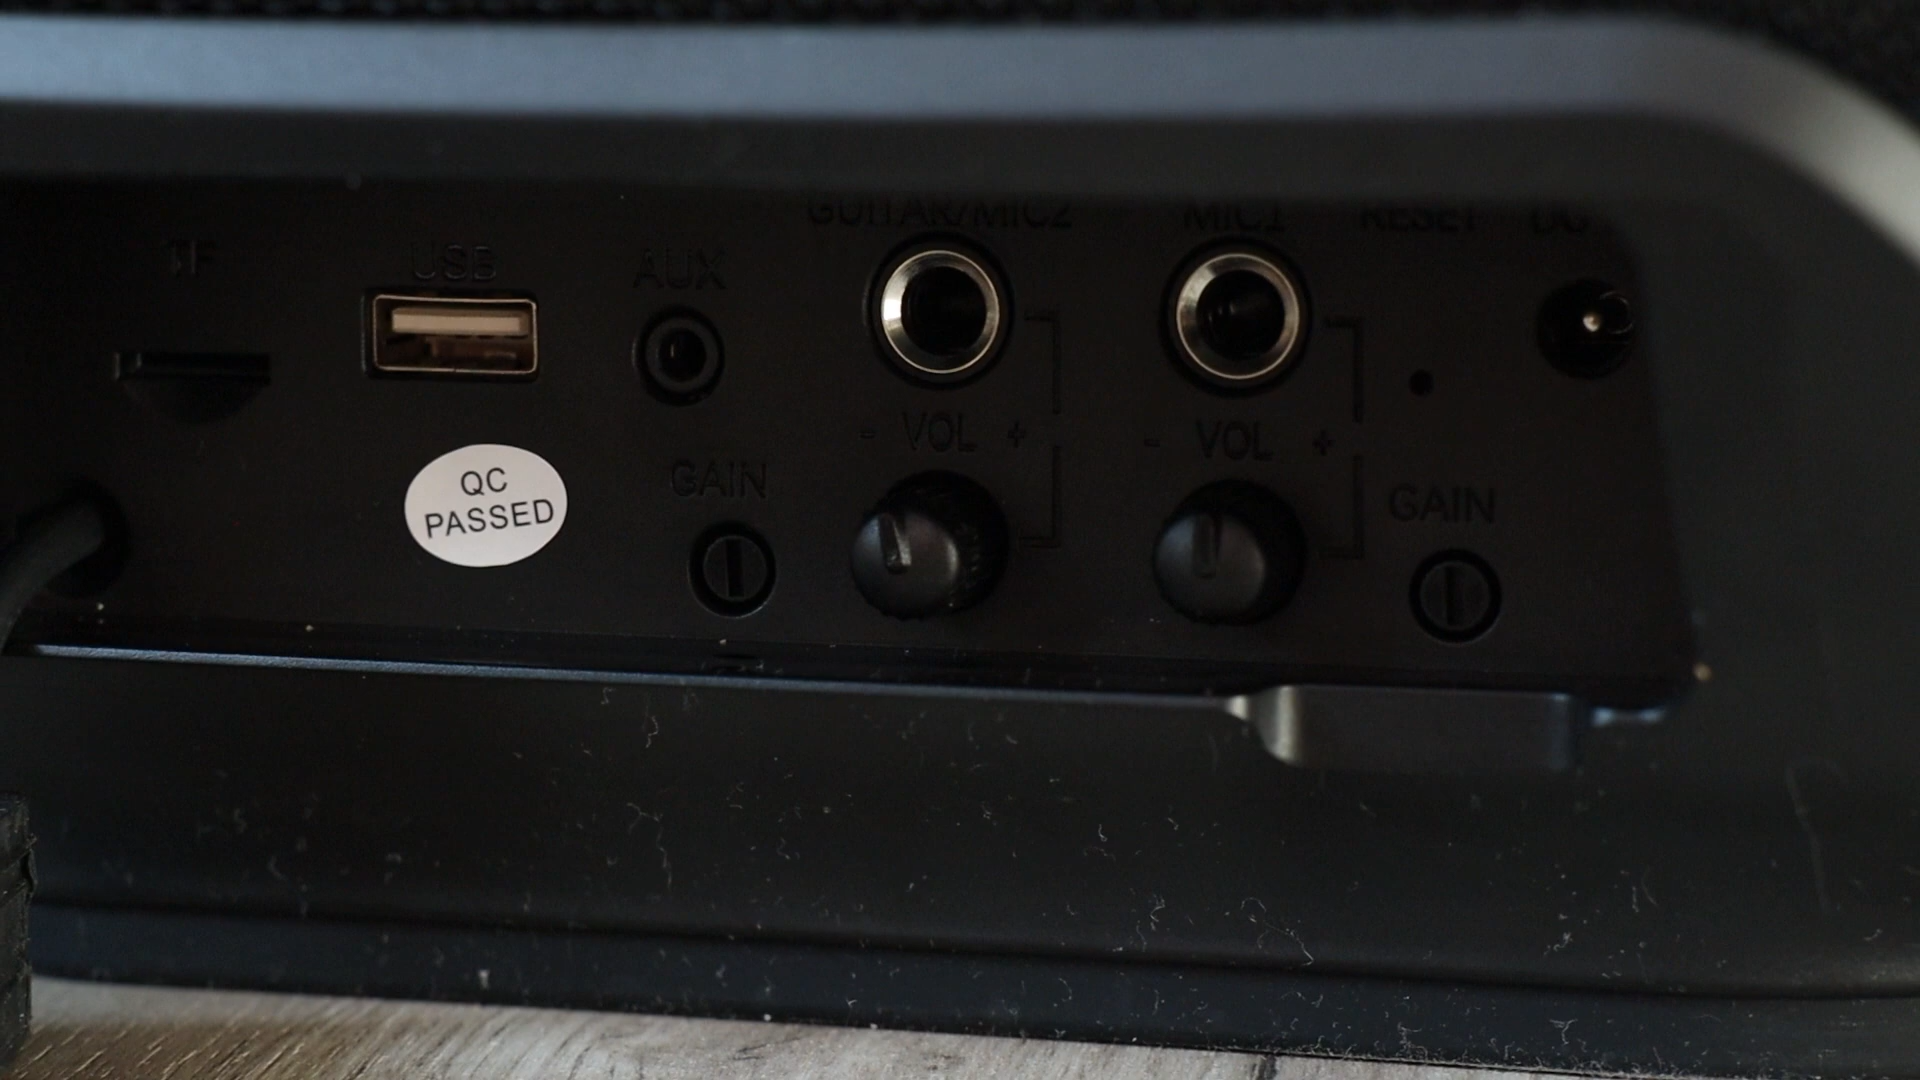 TF
USB
AUX
GUITAR/MIC2
MIC1
RESET
DC
- VOL +
- VOL +
GAIN
GAIN
QC
PASSED